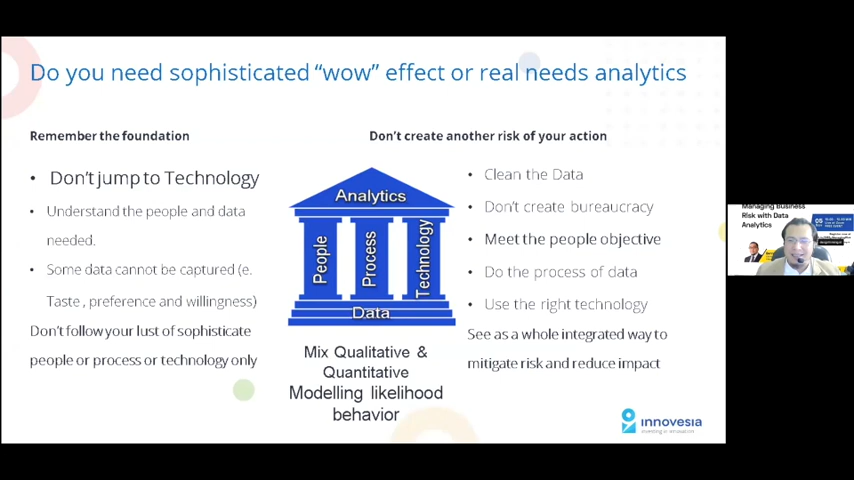 Do you need sophisticated “wow” effect or real needs analytics
Remember the foundation
• Don’t jump to Technology
• Understand the people and data
needed.
• Some data cannot be captured (e.
Taste , preference and willingness)
Don’t follow your lust of sophisticate
people or process or technology only
Analytics
People
Process
Technology
Data
Mix Qualitative &
Quantitative
Modelling likelihood
behavior
Don’t create another risk of your action
• Clean the Data
• Don’t create bureaucracy
• Meet the people objective
• Do the process of data
• Use the right technology
See as a whole integrated way to
mitigate risk and reduce impact
innovesia
Managing Business
Risk with Data
Analytics